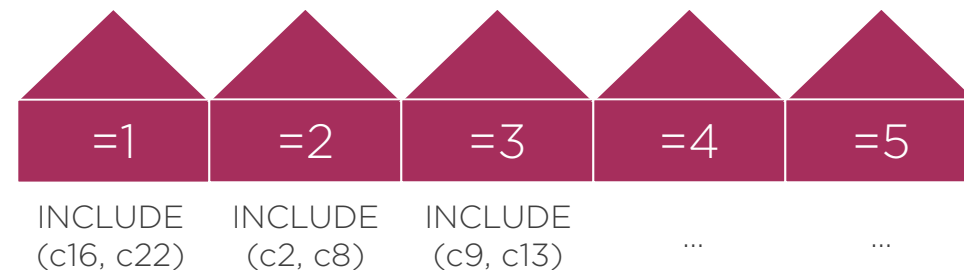 =1 =2 =3 =4 =5
INCLUDE INCLUDE INCLUDE
(c16, c22) (c2, c8) (c9, c13) ... ...